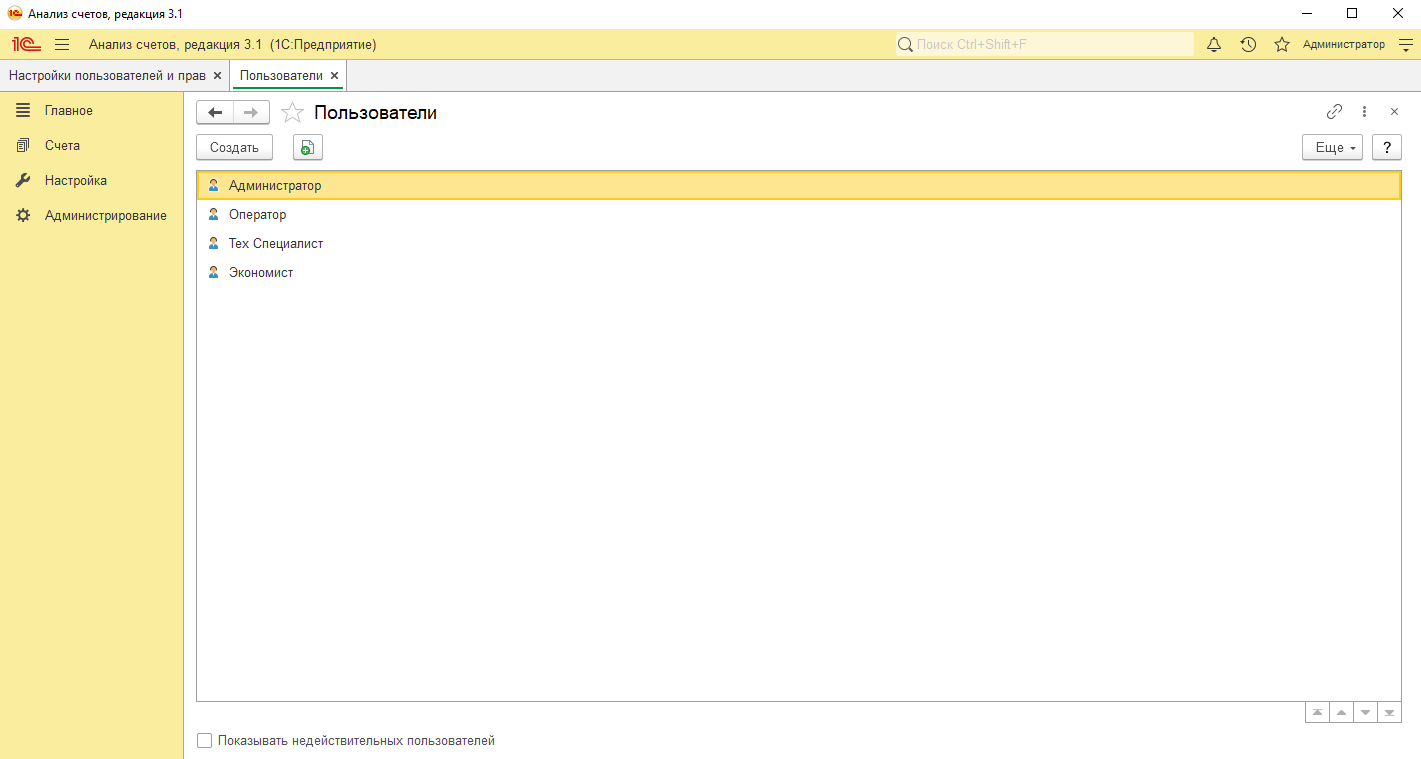 Анализ счетов, редакция 3.1
1С Анализ счетов, редакция 3.1 (1С:Предприятие) Поиск Ctrl+Shift+F Администратор
Настройки пользователей и прав Пользователи
Главное
Счета
Настройка
Администрирование
Пользователи
Создать Еще ?
Администратор
Оператор
Тех Специалист
Экономист
Показывать недействительных пользователей